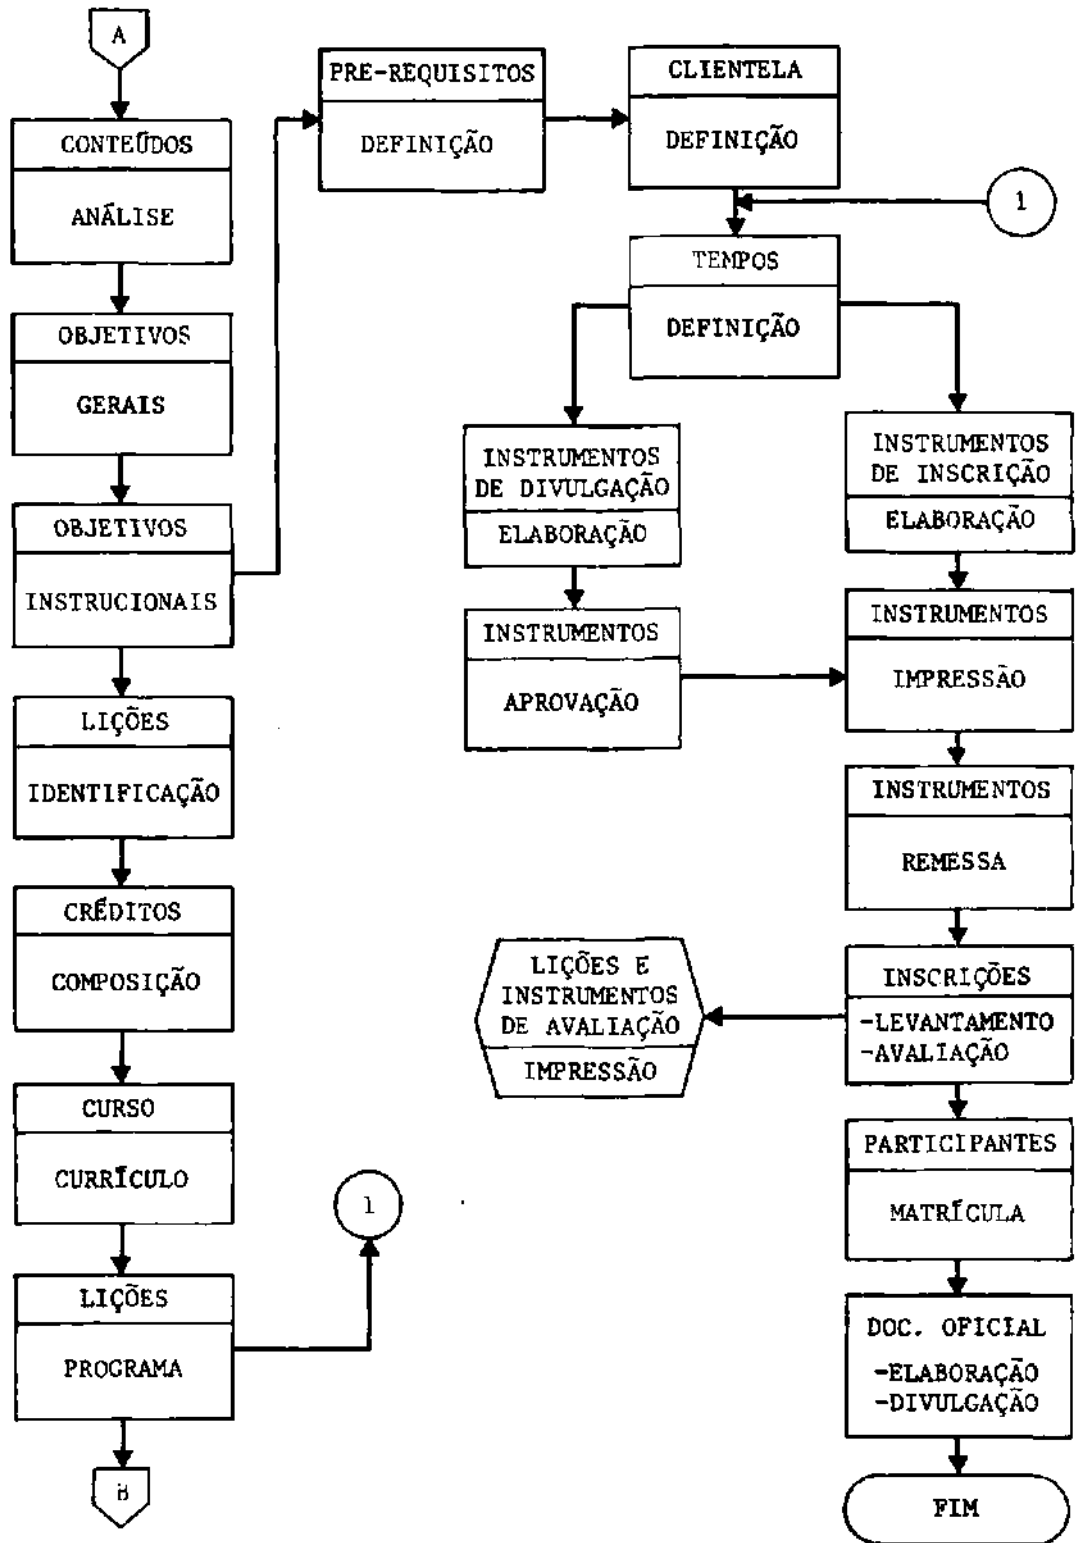 A
CONTEÚDOS
ANÁLISE
OBJETIVOS
GERAIS
OBJETIVOS
INSTRUCIONAIS
LIÇÕES
IDENTIFICAÇÃO
CRÉDITOS
COMPOSIÇÃO
CURSO
CURRÍCULO
LIÇÕES
PROGRAMA
B
1
PRE-REQUISITOS
DEFINIÇÃO
CLIENTELA
DEFINIÇÃO
1
TEMPOS
DEFINIÇÃO
INSTRUMENTOS
DE DIVULGAÇÃO
ELABORAÇÃO
INSTRUMENTOS
APROVAÇÃO
INSTRUMENTOS
DE INSCRIÇÃO
ELABORAÇÃO
INSTRUMENTOS
IMPRESSÃO
INSTRUMENTOS
REMESSA
INSCRIÇÕES
-LEVANTAMENTO
-AVALIAÇÃO
LIÇÕES E
INSTRUMENTOS
DE AVALIAÇÃO
IMPRESSÃO
PARTICIPANTES
MATRÍCULA
DOC. OFICIAL
-ELABORAÇÃO
-DIVULGAÇÃO
FIM